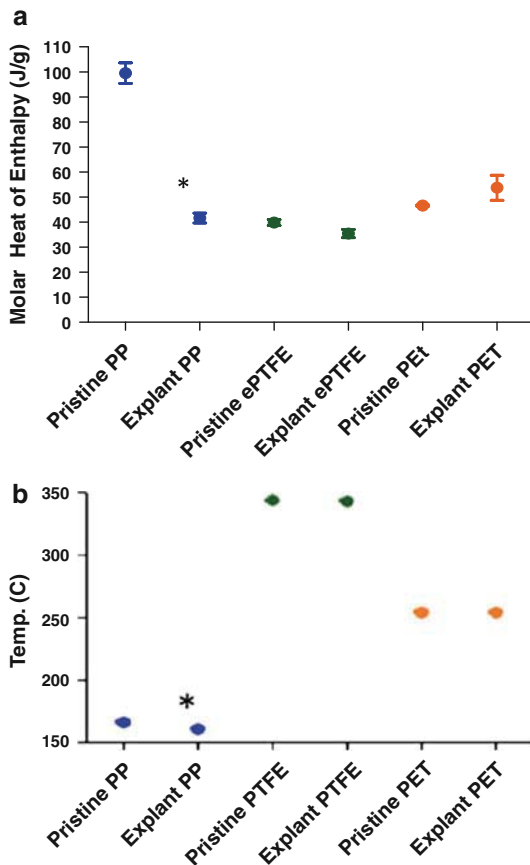 a
Molar Heat of Enthalpy (J/g)
110
100
90
80
70
60
50
40
30
20
10
0
*
Pristine PP
Explant PP
Pristine ePTFE
Explant ePTFE
Pristine PEt
Explant PET
b
Temp. (C)
350
300
250
200
150
*
Pristine PP
Explant PP
Pristine PTFE
Explant PTFE
Pristine PET
Explant PET